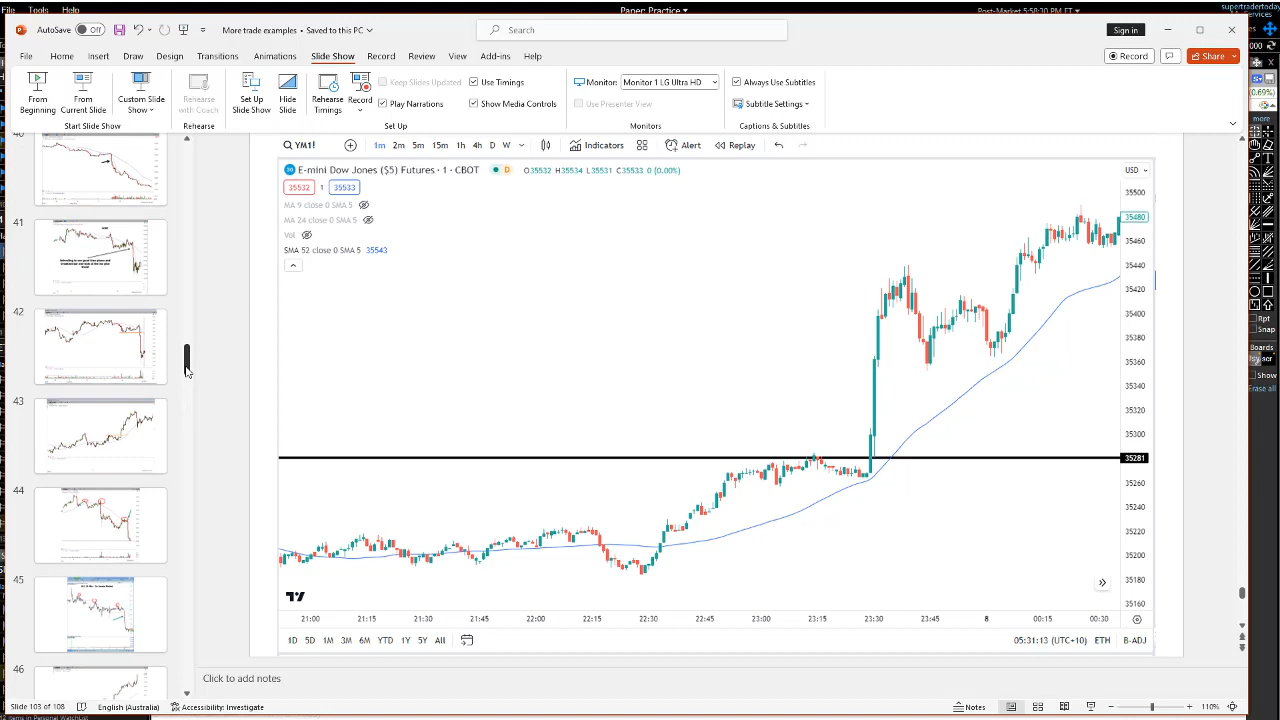 Files Tools Help
Paper: Practice
Post-Market 5:58:30 PM ET
supertradertoday
AutoSave Off
More trade examples • Saved to this PC
Search
Sign in
File Home Insert Draw Design Transitions Animations Slide Show Record Review View Add-ins Help
Record
Share
From Beginning
From Current Slide
Custom Slide Show
Rehearse with Coach
Set Up Slide Show
Hide Slide
Rehearse Timings
Record
Keep Slides Updated
Play Narrations
Use Timings
Show Media Controls
Monitor: Monitor 1 LG Ultra HD
Use Presenter View
Always Use Subtitles
Subtitle Settings
Start Slide Show
Rehearse
Set Up
Monitors
Captions & Subtitles
40
41
42
43
44
45
46
YM1!
1m 2m 5m 15m 1H D W
Indicators
Alert
Replay
E-mini Dow Jones ($5) Futures · 1 · CBOT
D
O35532 H35534 L35531 C35533 0 (0.00%)
35532 1 35533
MA 9 close 0 SMA 5
MA 24 close 0 SMA 5
Vol
SMA 52 close 0 SMA 5 35543
USD
35500
35480
35460
35440
35420
35400
35380
35360
35340
35320
35300
35281
35260
35240
35220
35200
35180
35160
21:00 21:15 21:30 21:45 22:00 22:15 22:30 22:45 23:00 23:15 23:30 23:45 8 00:15 00:30
1D 5D 1M 3M 6M YTD 1Y 5Y All
05:31:13 (UTC+10) ETH B-ADJ
Click to add notes
Slide 103 of 108
English (Australia)
Accessibility: Investigate
Notes
110%
(0.69%)
more
Rpt
Snap
Boards
Show
Erase all